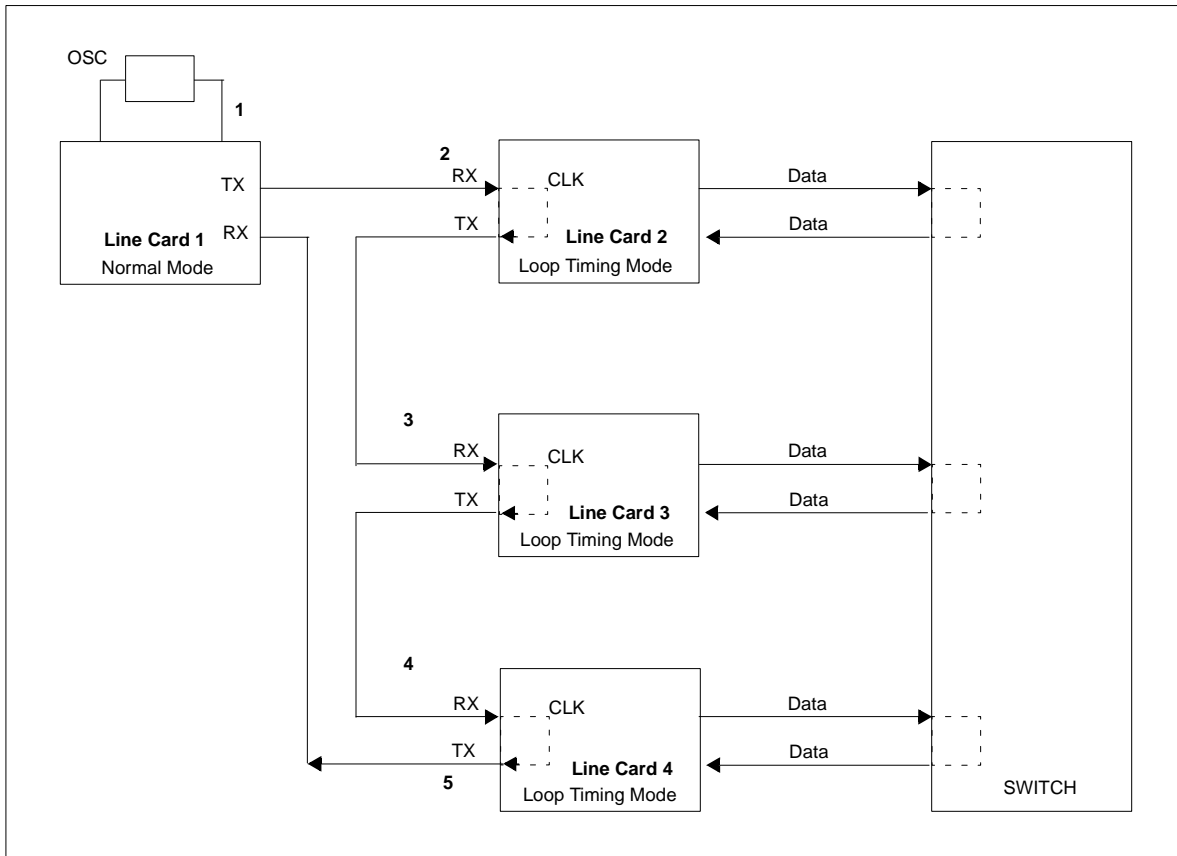 OSC
1
TX
RX
Line Card 1
Normal Mode
2
RX
CLK
TX
Line Card 2
Loop Timing Mode
Data
Data
3
RX
CLK
TX
Line Card 3
Loop Timing Mode
Data
Data
4
RX
CLK
TX
5
Line Card 4
Loop Timing Mode
Data
Data
SWITCH